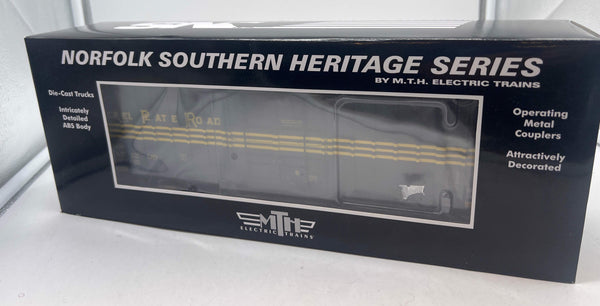 NORFOLK SOUTHERN HERITAGE SERIES
BY M.T.H. ELECTRIC TRAINS
Die-Cast Trucks
Intricately
Detailed
ABS Body
Operating
Metal
Couplers
Attractively
Decorated
EL ATE ROAD
MTH
ELECTRIC TRAINS